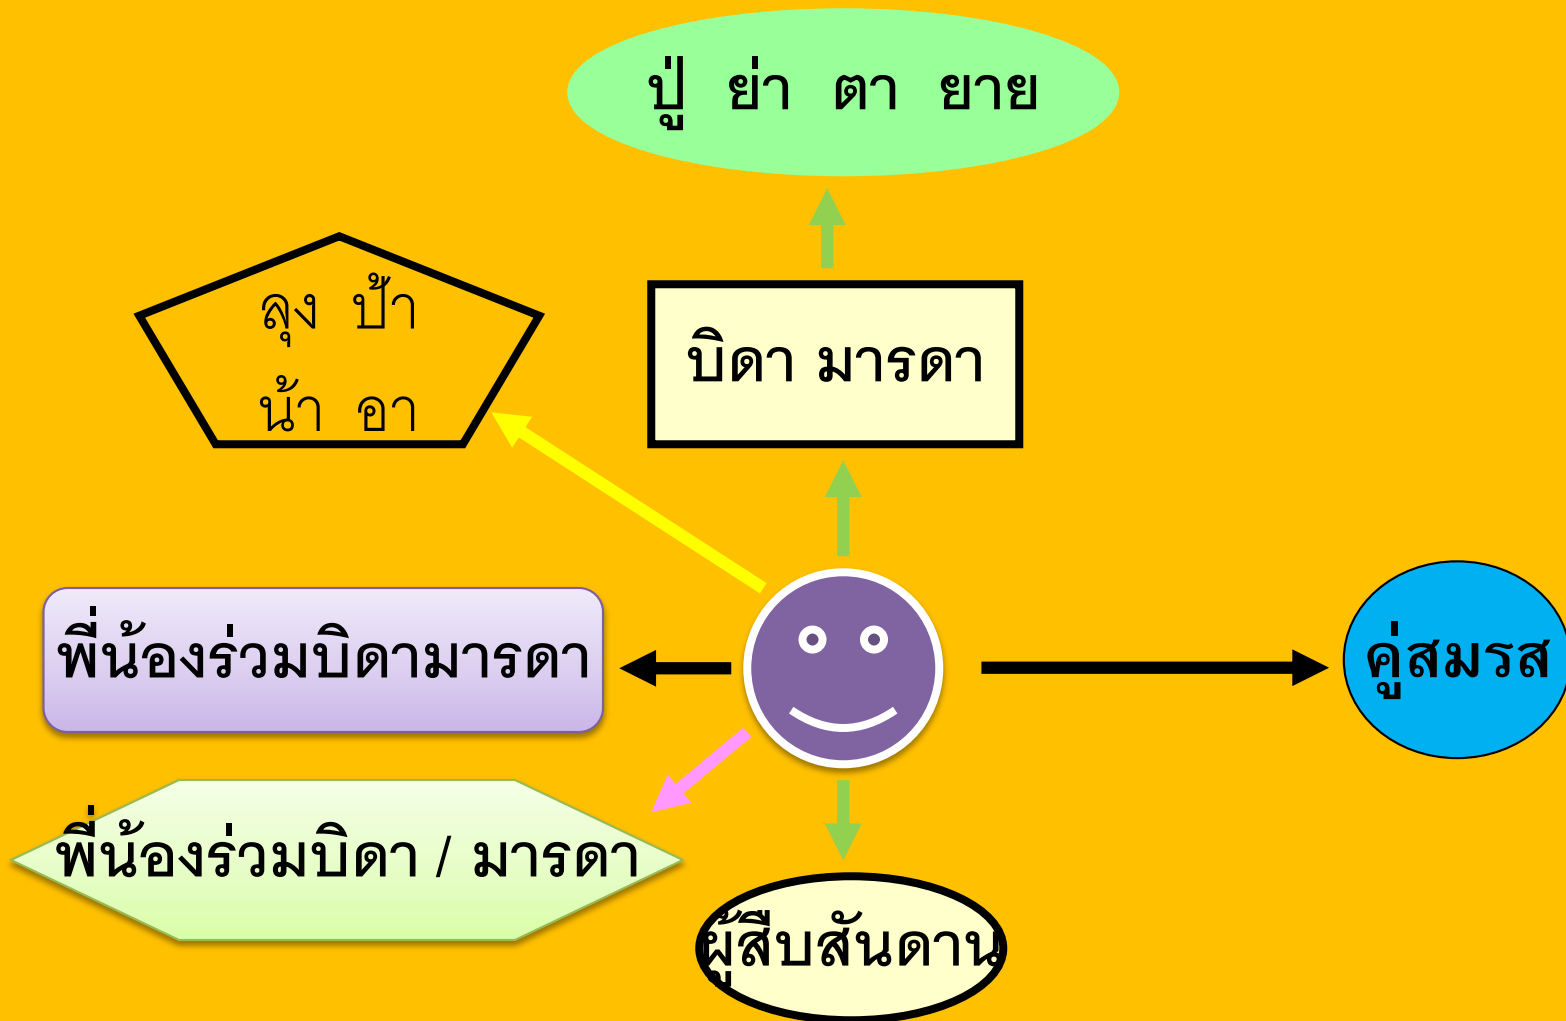 ปู่ ย่า ตา ยาย
ลุง ป้า
น้า อา
บิดา มารดา
พี่น้องร่วมบิดามารดา
คู่สมรส
พี่น้องร่วมบิดา / มารดา
ผู้สืบสันดาน